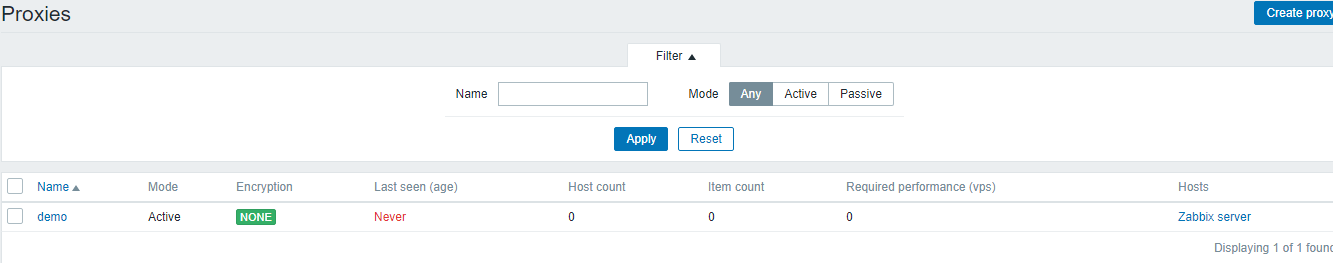 Proxies Create proxy
Filter
Name Mode Any Active Passive
Apply Reset
Name Mode Encryption Last seen (age) Host count Item count Required performance (vps) Hosts
demo Active NONE Never 0 0 0 Zabbix server
Displaying 1 of 1 found